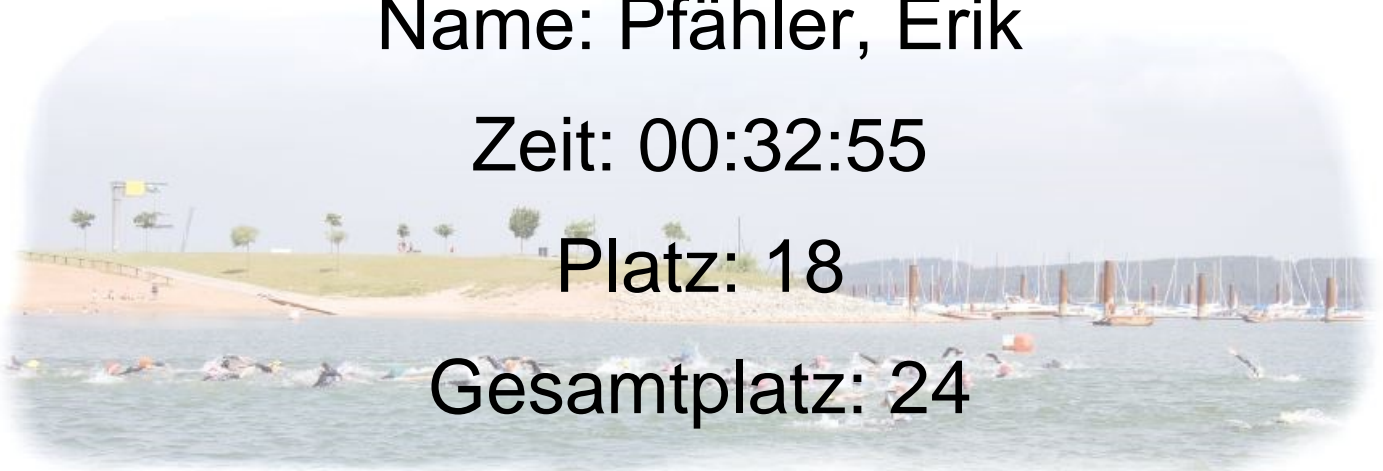 Name: Pfähler, Erik
Zeit: 00:32:55
Platz: 18
Gesamtplatz: 24